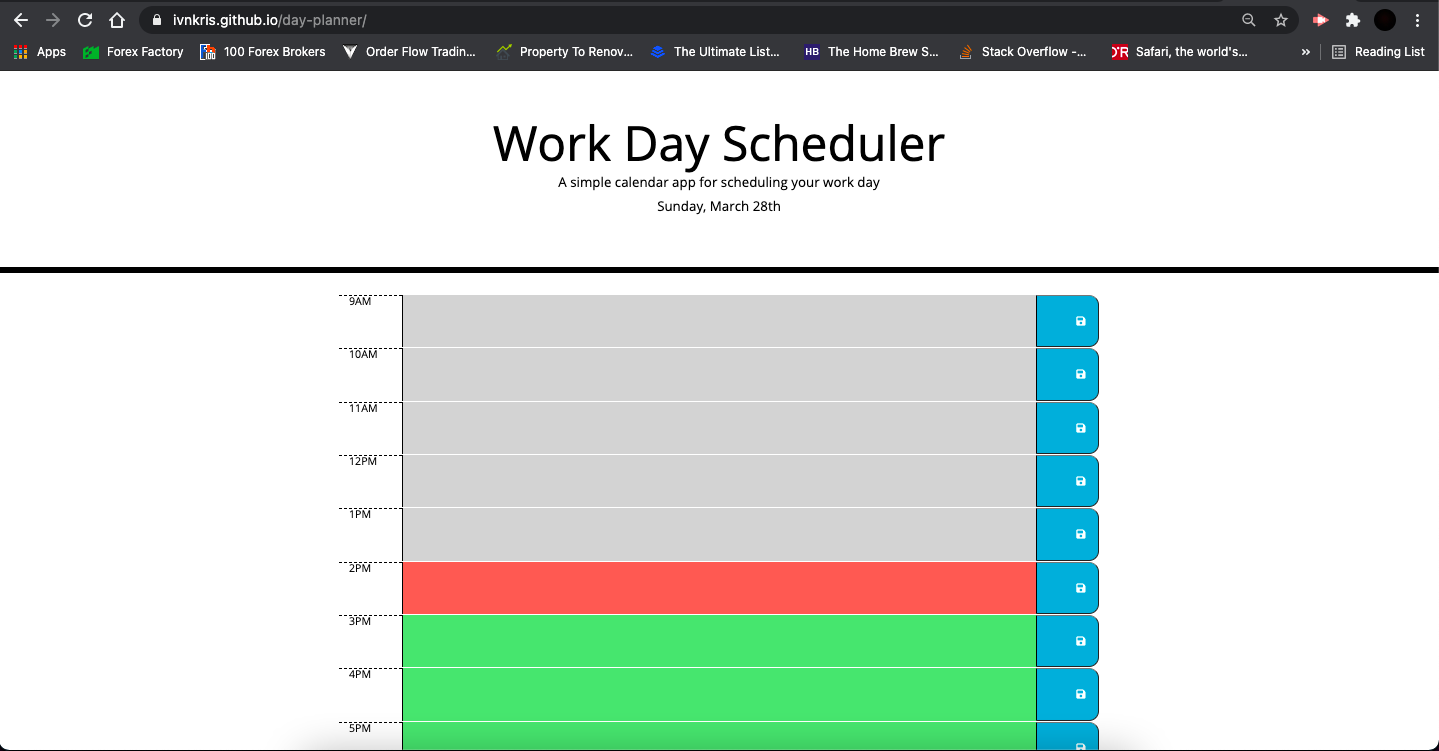 ivnkris.github.io/day-planner/
Apps Forex Factory 100 Forex Brokers Order Flow Tradin... Property To Renov... The Ultimate List... HB The Home Brew S... Stack Overflow -... Safari, the world's... » Reading List
Work Day Scheduler
A simple calendar app for scheduling your work day
Sunday, March 28th
9AM
10AM
11AM
12PM
1PM
2PM
3PM
4PM
5PM